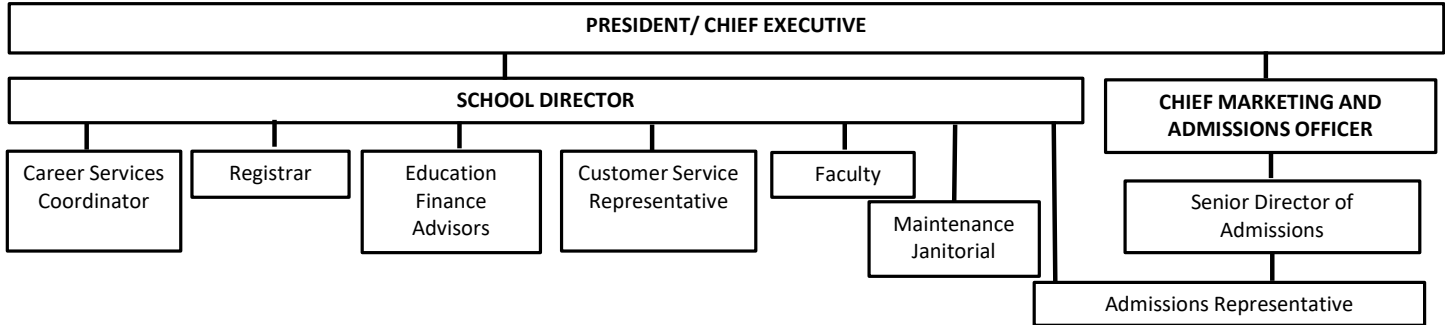 PRESIDENT/ CHIEF EXECUTIVE
SCHOOL DIRECTOR
CHIEF MARKETING AND
ADMISSIONS OFFICER
Career Services
Coordinator
Registrar
Education
Finance
Advisors
Customer Service
Representative
Faculty
Maintenance
Janitorial
Senior Director of
Admissions
Admissions Representative